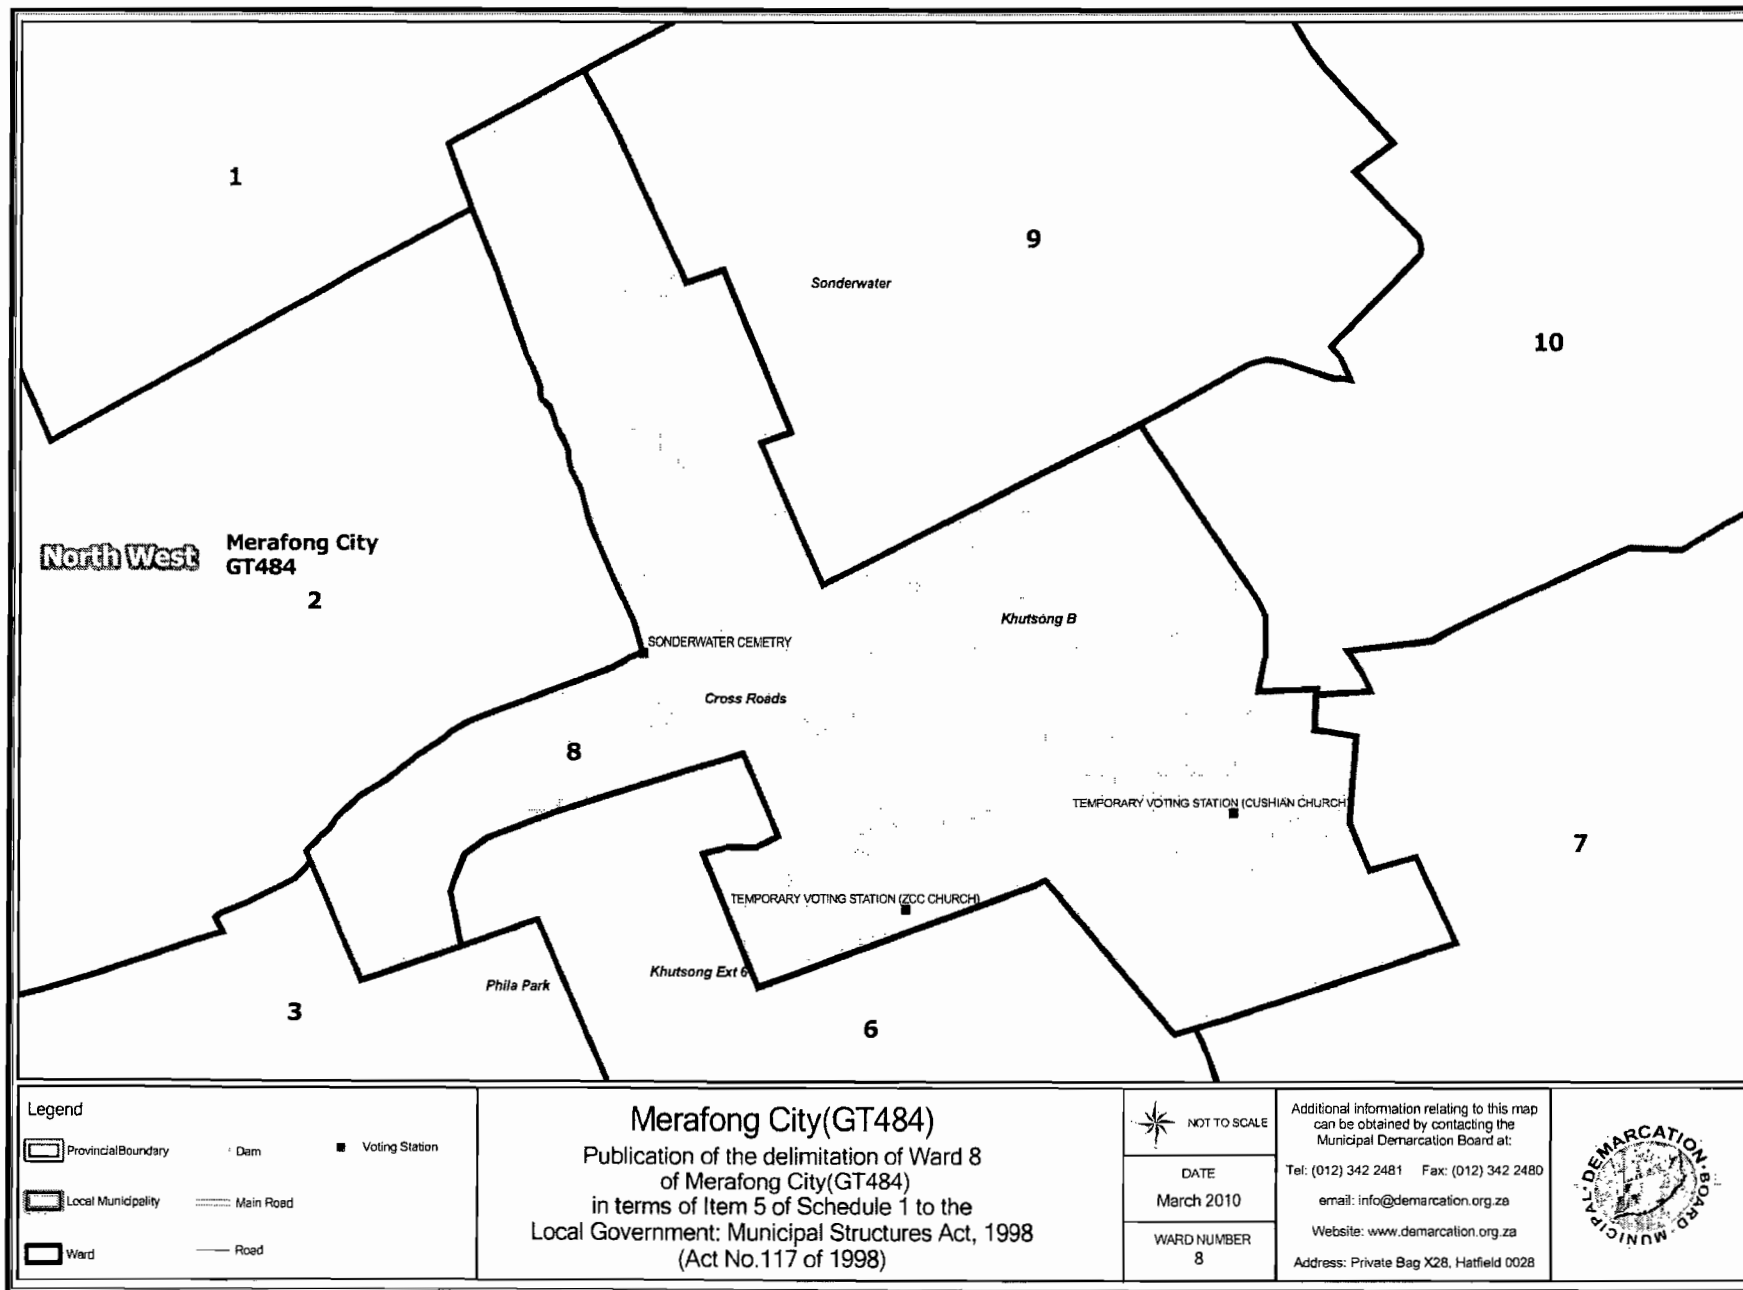 1
9
Sonderwater
10
North West
Merafong City
GT484
2
Khutsong B
SONDERWATER CEMETRY
Cross Roads
8
TEMPORARY VOTING STATION (CUSHIAN CHURCH)
7
TEMPORARY VOTING STATION (ZCC CHURCH)
Khutsong Ext 6
Phila Park
3
6
Legend
Provincial Boundary
Dam
Voting Station
Local Municipality
Main Road
Ward
Road
Merafong City(GT484)
Publication of the delimitation of Ward 8
of Merafong City(GT484)
in terms of Item 5 of Schedule 1 to the
Local Government: Municipal Structures Act, 1998
(Act No.117 of 1998)
NOT TO SCALE
DATE
March 2010
WARD NUMBER
8
Additional information relating to this map
can be obtained by contacting the
Municipal Demarcation Board at:
Tel: (012) 342 2481 Fax: (012) 342 2480
email: info@demarcation.org.za
Website: www.demarcation.org.za
Address: Private Bag X28, Hatfield 0028
MUNICIPAL · DEMARCATION · BOARD ·